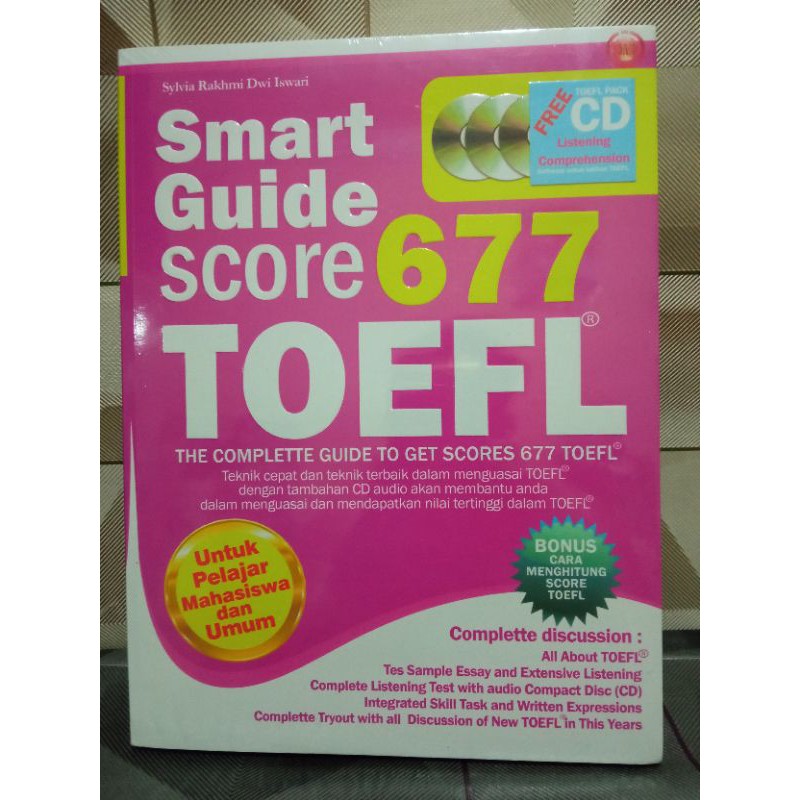 Sylvia Rakhmi Dwi Iswari
Smart
Guide
score 677
TOEFL®
FREE
TOEFL PACK
CD
Listening
Comprehension
THE COMPLETTE GUIDE TO GET SCORES 677 TOEFL®
Teknik cepat dan teknik terbaik dalam menguasai TOEFL®
dengan tambahan CD audio akan membantu anda
dalam menguasai dan mendapatkan nilai tertinggi dalam TOEFL®
Untuk
Pelajar
Mahasiswa
dan
Umum
BONUS
CARA
MENGHITUNG
SCORE
TOEFL
Complette discussion :
All About TOEFL®
Tes Sample Essay and Extensive Listening
Complete Listening Test with audio Compact Disc (CD)
Integrated Skill Task and Written Expressions
Complette Tryout with all Discussion of New TOEFL® in This Years